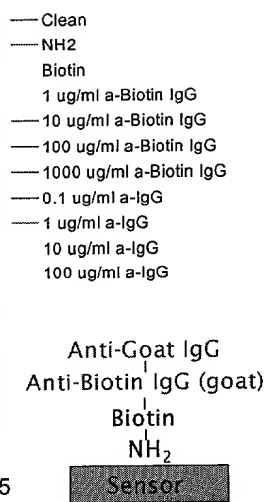 Clean
NH2
Biotin
1 ug/ml a-Biotin IgG
10 ug/ml a-Biotin IgG
100 ug/ml a-Biotin IgG
1000 ug/ml a-Biotin IgG
0.1 ug/ml a-IgG
1 ug/ml a-IgG
10 ug/ml a-IgG
100 ug/ml a-IgG
Anti-Goat IgG
Anti-Biotin IgG (goat)
Biotin
NH₂
5 Sensor